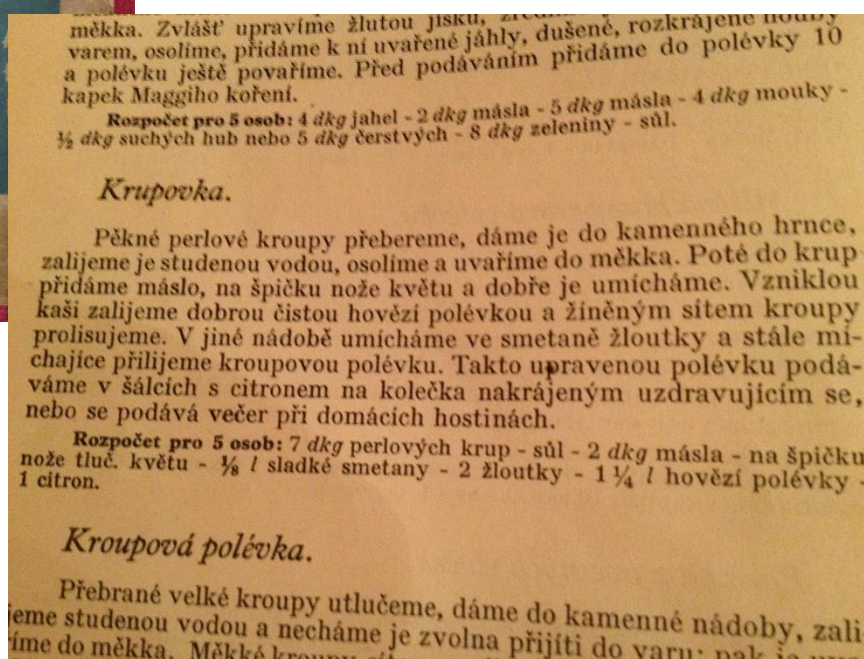 měkka. Zvlášť upravíme žlutou jíšku,
varem, osolíme, přidáme k ní uvařené jáhly, dušené, rozkrájené houby
a polévku ještě povaříme. Před podáváním přidáme do polévky 10
kapek Maggiho koření.
Rozpočet pro 5 osob: 4 dkg jahel - 2 dkg másla - 5 dkg másla - 4 dkg mouky -
½ dkg suchých hub nebo 5 dkg čerstvých - 8 dkg zeleniny - sůl.
Krupovka.
Pěkné perlové kroupy přebereme, dáme je do kamenného hrnce,
zalijeme je studenou vodou, osolíme a uvaříme do měkka. Poté do krup
přidáme máslo, na špičku nože květu a dobře je umícháme. Vzniklou
kaši zalijeme dobrou čistou hovězí polévkou a žíněným sítem kroupy
prolisujeme. V jiné nádobě umícháme ve smetaně žloutky a stále mí-
chajíce přilijeme kroupovou polévku. Takto upravenou polévku podá-
váme v šálcích s citronem na kolečka nakrájeným uzdravujícím se,
nebo se podává večer při domácích hostinách.
Rozpočet pro 5 osob: 7 dkg perlových krup - sůl - 2 dkg másla - na špičku
nože tluč. květu - ⅛ l sladké smetany - 2 žloutky - 1 ¼ l hovězí polévky -
1 citron.
Kroupová polévka.
Přebrané velké kroupy utlučeme, dáme do kamenné nádoby, zali
jeme studenou vodou a necháme je zvolna přijíti do varu; pak je
říme do měkka. Měkké kroupy